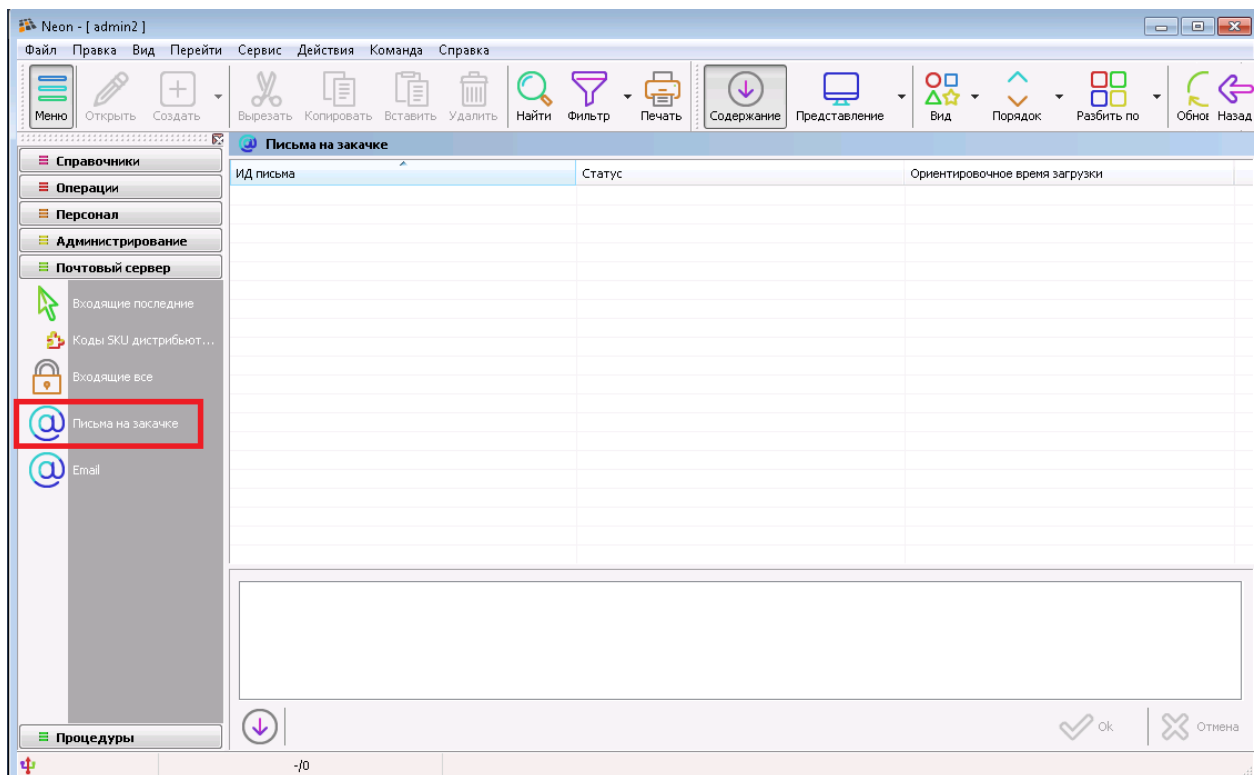 Neon - [ admin2 ]
Файл Правка Вид Перейти Сервис Действия Команда Справка
Меню Открыть Создать Вырезать Копировать Вставить Удалить Найти Фильтр Печать Содержание Представление Вид Порядок Разбить по Обнов Назад
Справочники
Операции
Персонал
Администрирование
Почтовый сервер
Входящие последние
Коды SKU дистрибьют...
Входящие все
Письма на закачке
Email
Процедуры
Письма на закачке
ИД письма Статус Ориентировочное время загрузки
Ok Отмена
-/0